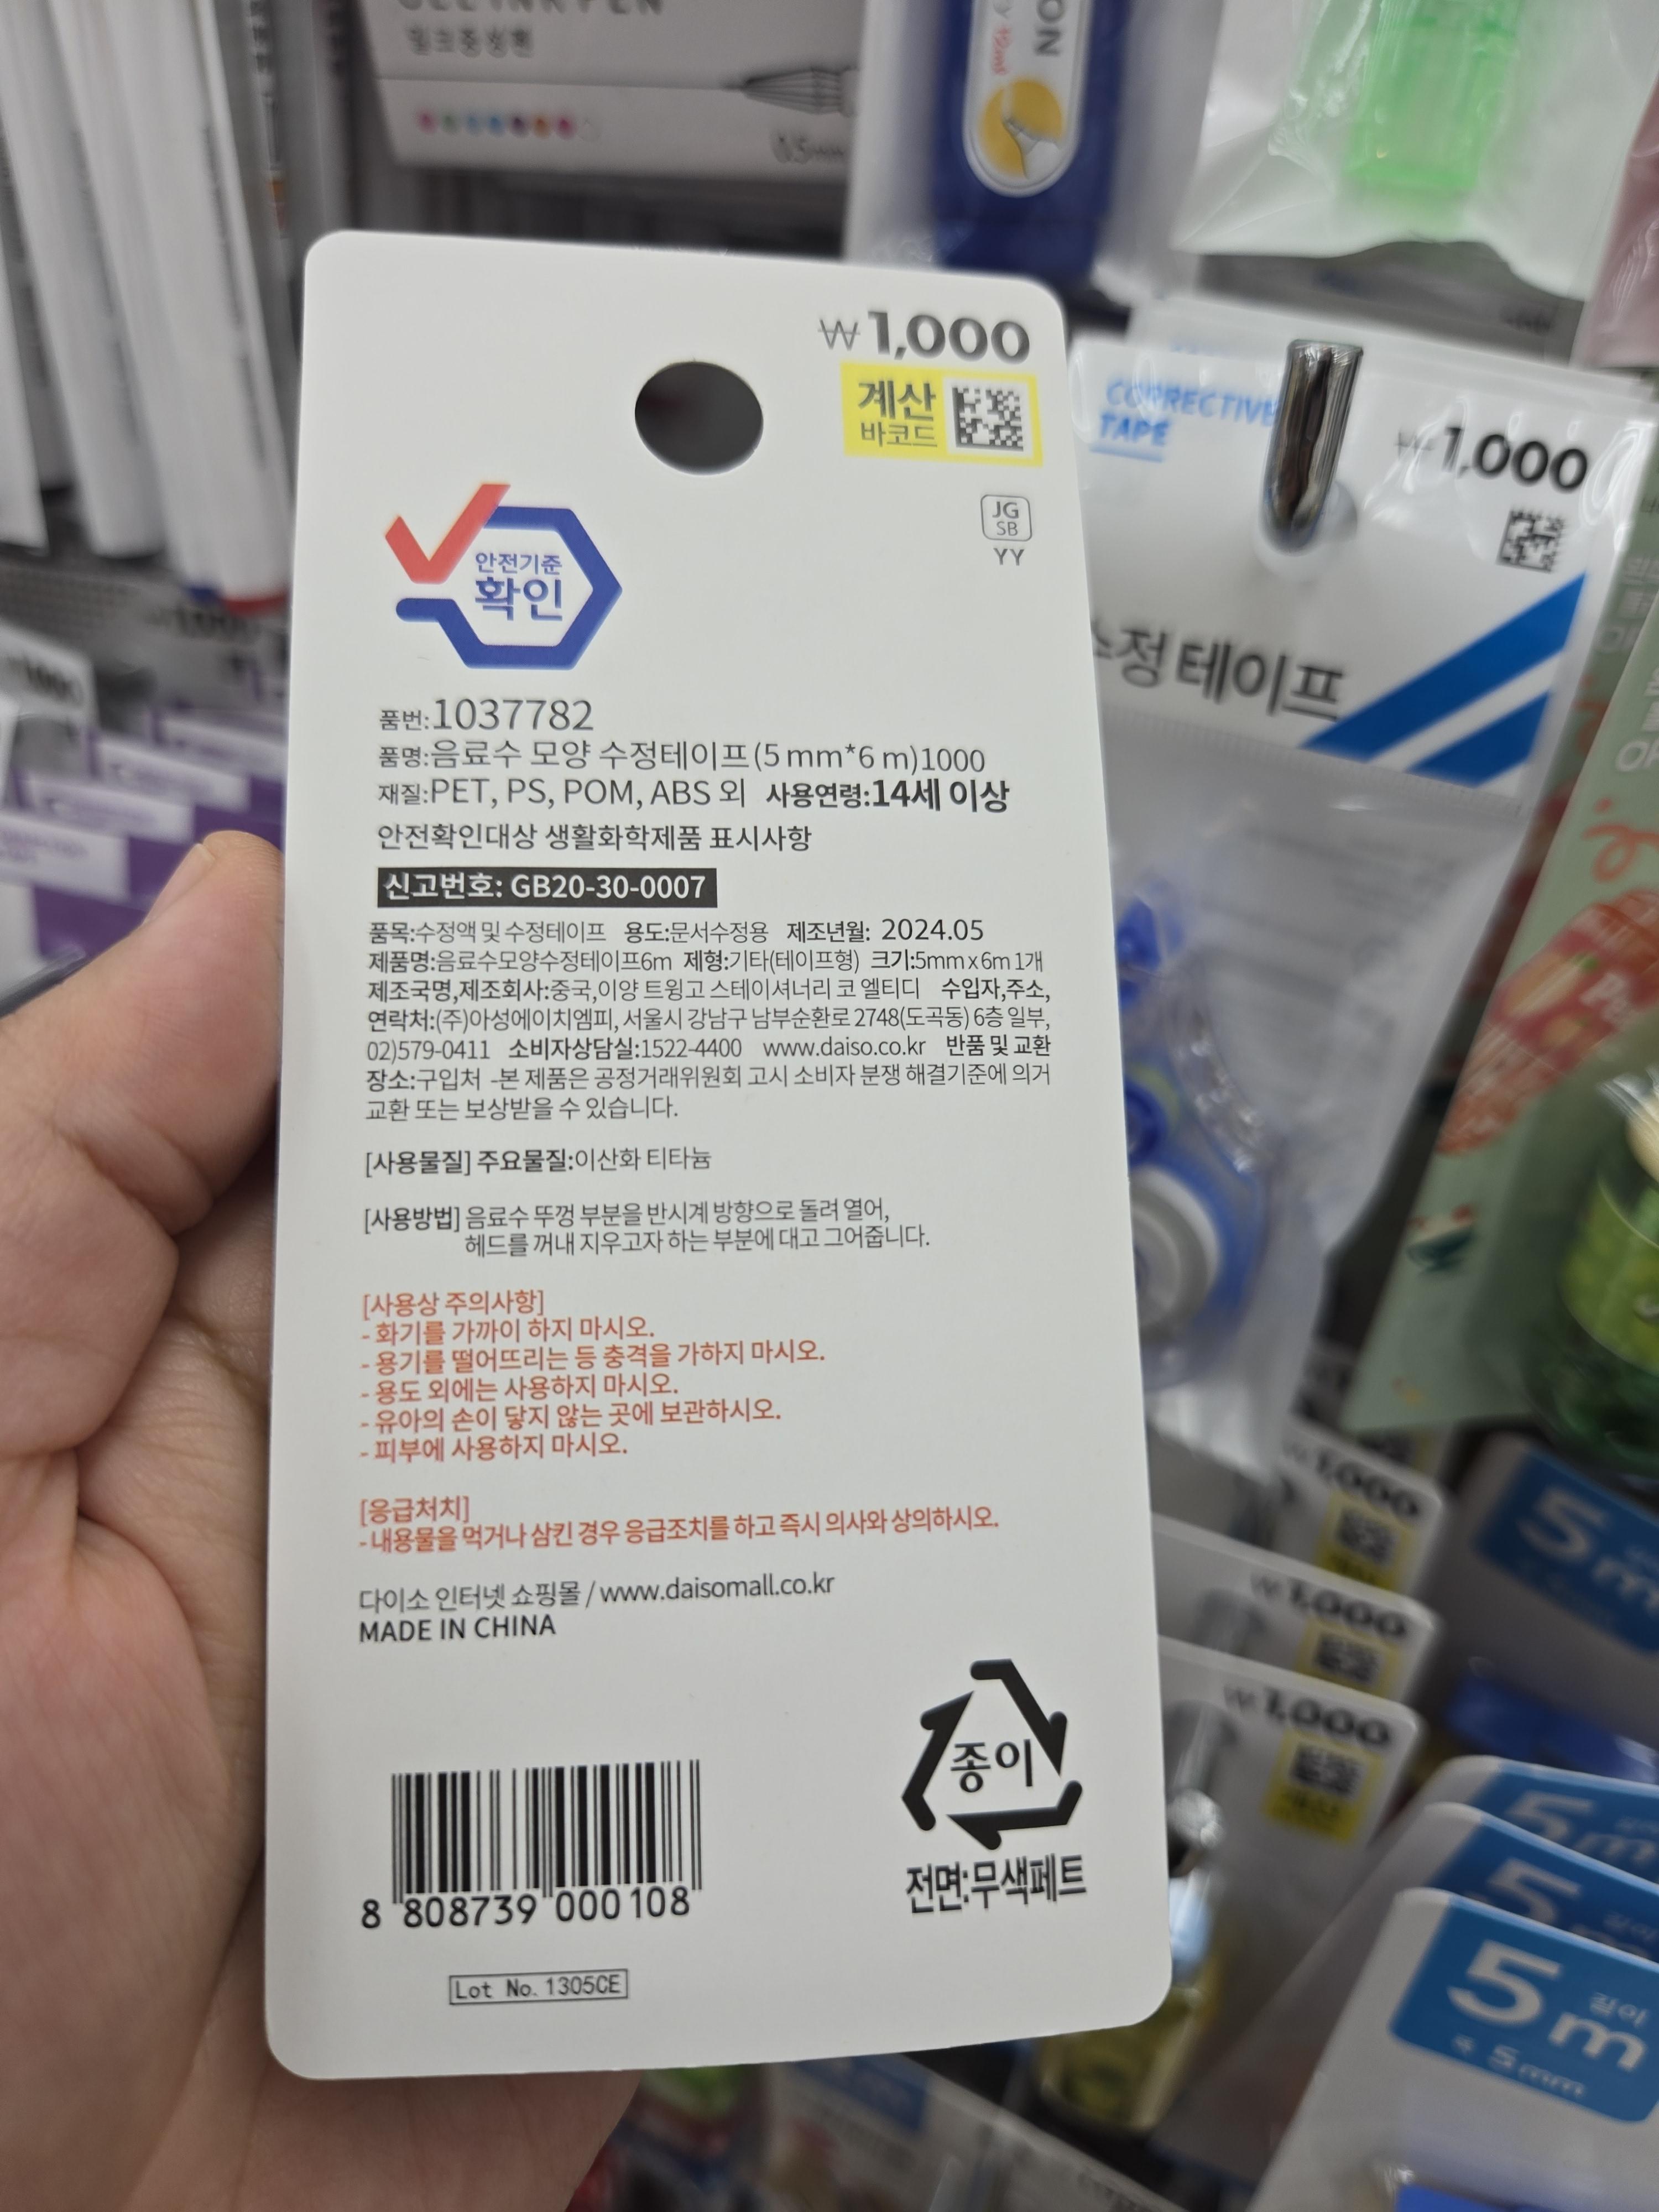 GEL INK PEN
밀크중성펜
0.5mm
₩1,000
계산
바코드
JG
SB
YY
안전기준
확인
품번:1037782
품명:음료수 모양 수정테이프(5 mm*6 m)1000
재질:PET, PS, POM, ABS 외 사용연령:14세 이상
안전확인대상 생활화학제품 표시사항
신고번호: GB20-30-0007
품목:수정액 및 수정테이프 용도:문서수정용 제조년월: 2024.05
제품명:음료수모양수정테이프6m 제형:기타(테이프형) 크기:5mm x 6m 1개
제조국명,제조회사:중국,이양 트윙고 스테이셔너리 코 엘티디 수입자,주소,
연락처:(주)아성에이치엠피, 서울시 강남구 남부순환로 2748(도곡동) 6층 일부,
02)579-0411 소비자상담실:1522-4400 www.daiso.co.kr 반품 및 교환
장소:구입처 -본 제품은 공정거래위원회 고시 소비자 분쟁 해결기준에 의거
교환 또는 보상받을 수 있습니다.
[사용물질] 주요물질:이산화 티타늄
[사용방법] 음료수 뚜껑 부분을 반시계 방향으로 돌려 열어,
헤드를 꺼내 지우고자 하는 부분에 대고 그어줍니다.
[사용상 주의사항]
- 화기를 가까이 하지 마시오.
- 용기를 떨어뜨리는 등 충격을 가하지 마시오.
- 용도 외에는 사용하지 마시오.
- 유아의 손이 닿지 않는 곳에 보관하시오.
- 피부에 사용하지 마시오.
[응급처치]
- 내용물을 먹거나 삼킨 경우 응급조치를 하고 즉시 의사와 상의하시오.
다이소 인터넷 쇼핑몰 / www.daisomall.co.kr
MADE IN CHINA
종이
전면:무색페트
8 808739 000108
Lot No. 1305CE
CORRECTIVE
TAPE
₩1,000
수정 테이프
₩1,000
₩1,000
₩1,000
5m
5m
5m
5m
길이